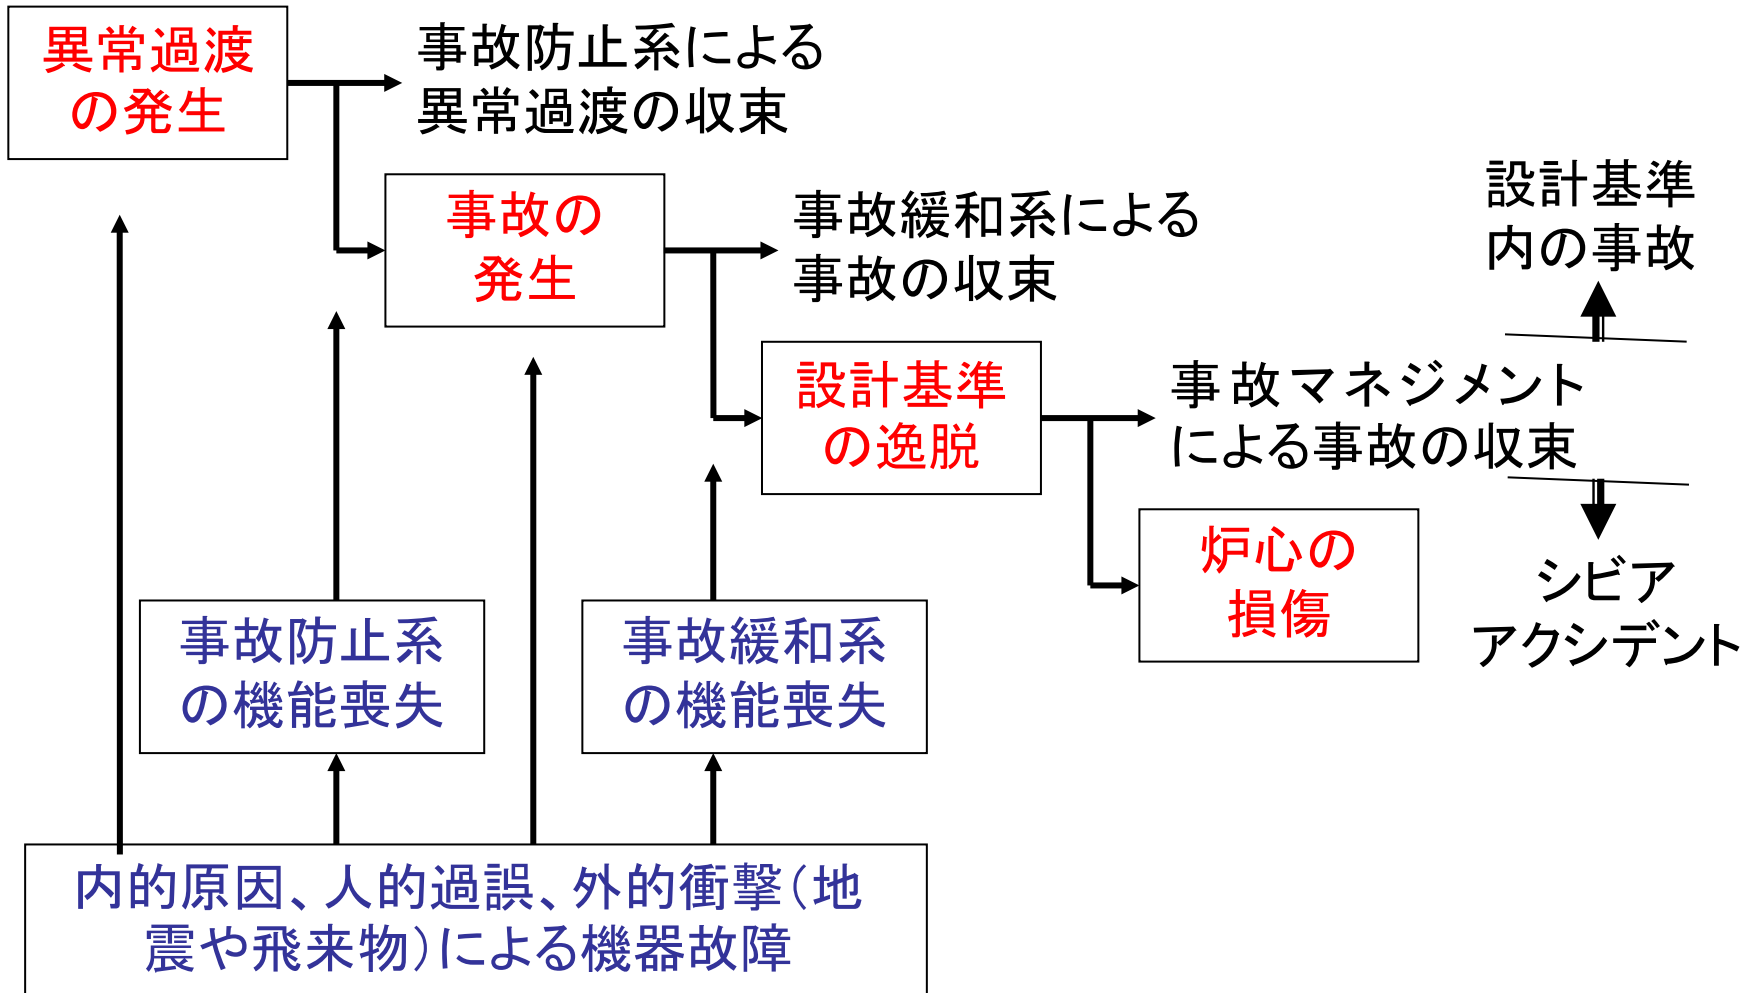 異常過渡
の発生
事故防止系による
異常過渡の収束
事故の
発生
事故緩和系による
事故の収束
設計基準
内の事故
設計基準
の逸脱
事故マネジメント
による事故の収束
炉心の
損傷
シビア
アクシデント
事故防止系
の機能喪失
事故緩和系
の機能喪失
内的原因、人的過誤、外的衝撃(地
震や飛来物)による機器故障